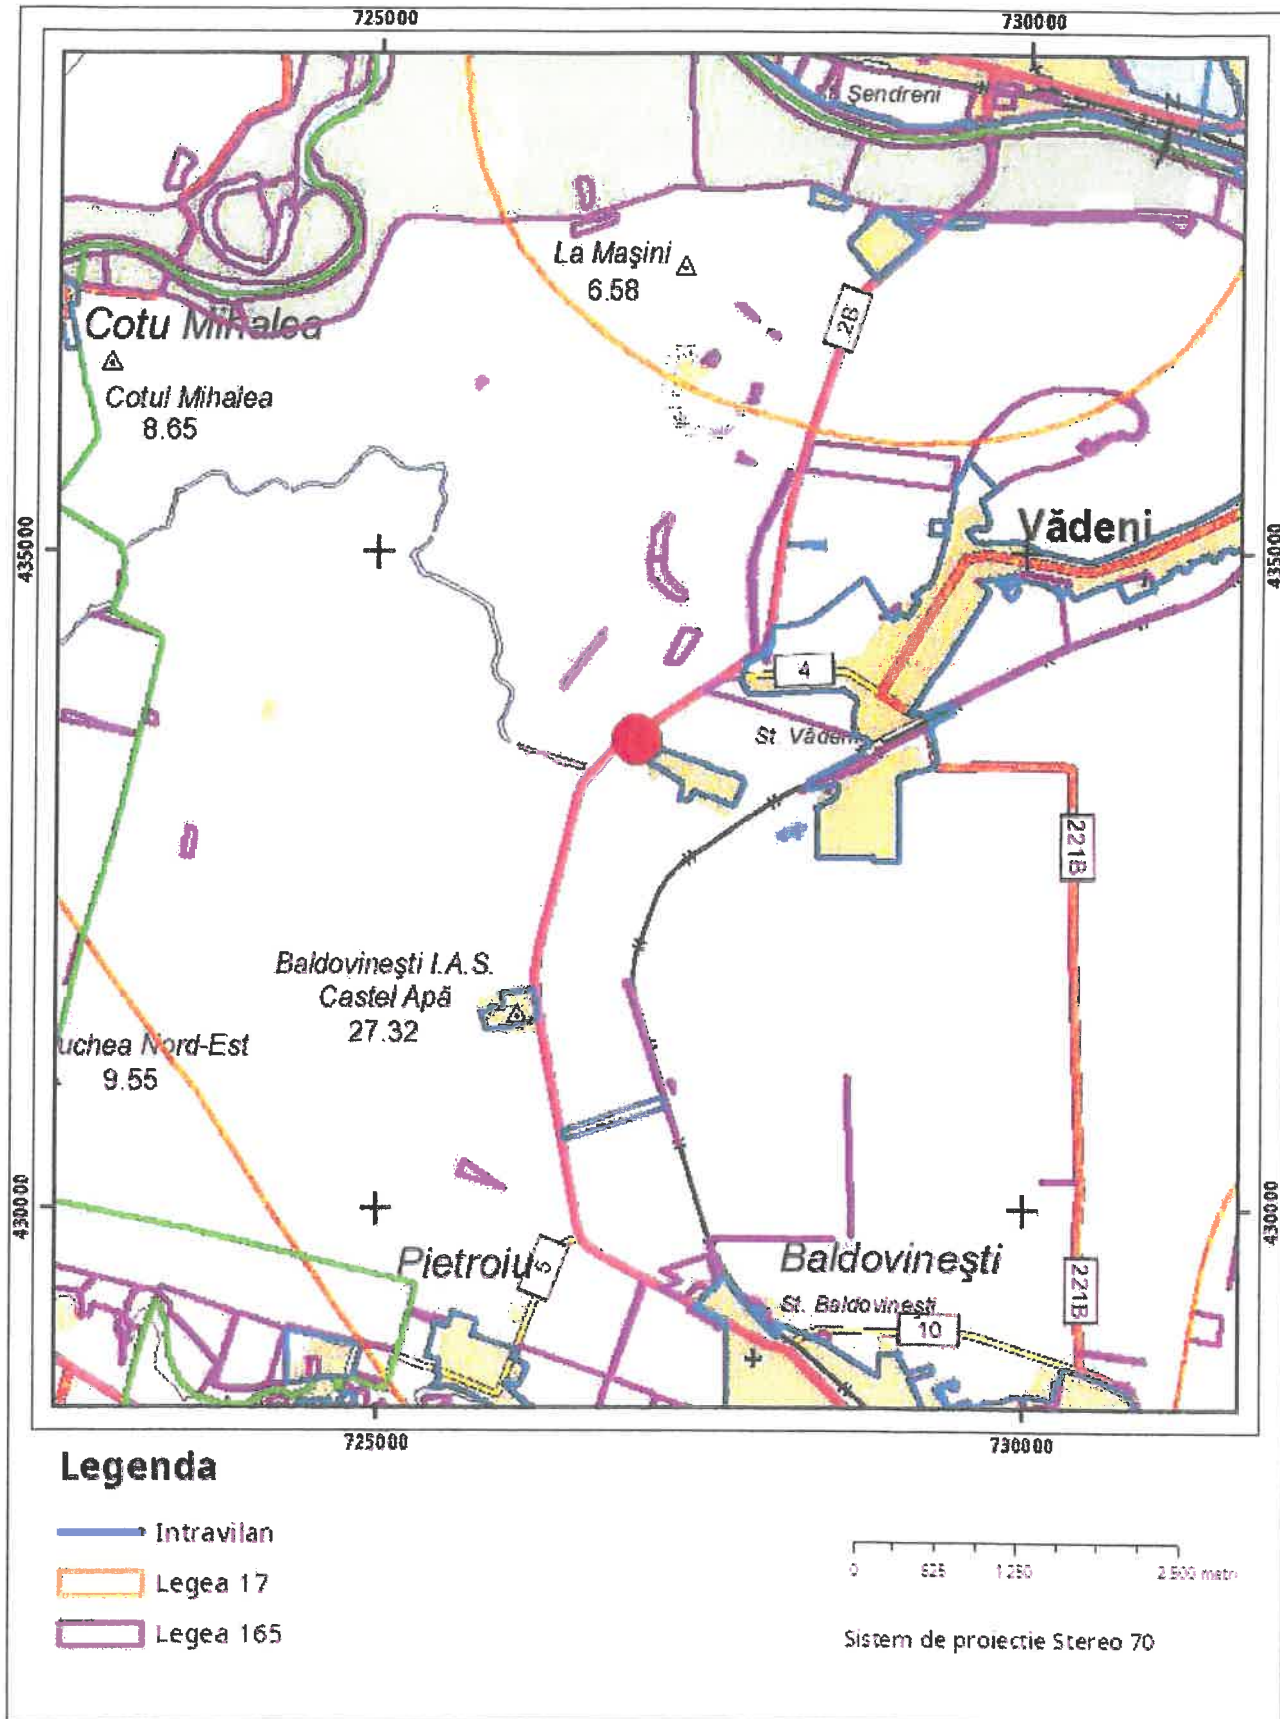 725000
730000
Şendreni
La Maşini
6.58
2B
Cotu Mihalea
Cotul Mihalea
8.65
435000
Vădeni
435000
4
St. Vădeni
221B
Baldovineşti I.A.S.
Castel Apă
27.32
uchea Nord-Est
9.55
430000
430000
Pietroiu
5
Baldovineşti
221B
St. Baldovineşti
10
725000
730000
Legenda
Intravilan
Legea 17
Legea 165
0 625 1.250 2.500 metri
Sistem de proiectie Stereo 70